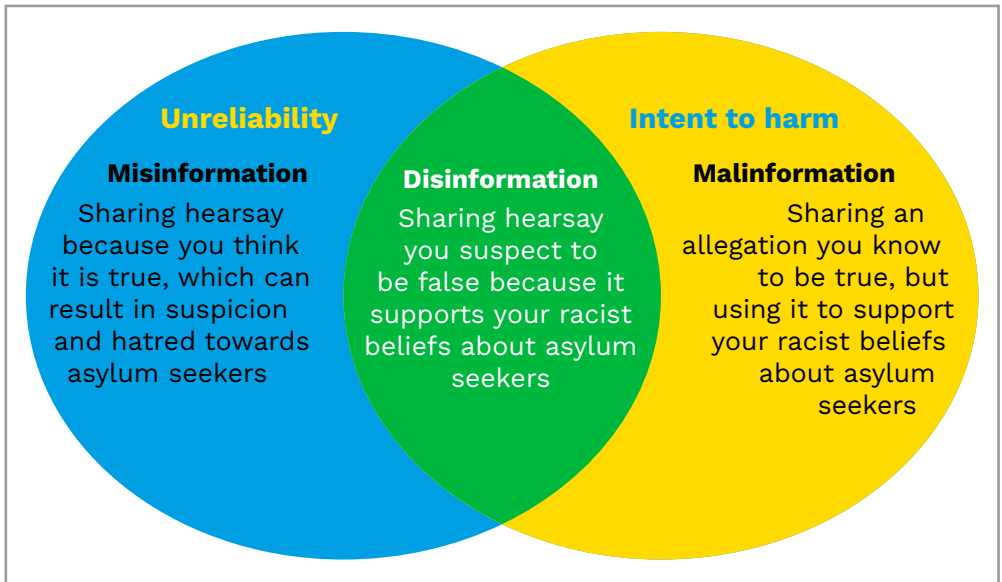 Unreliability
Misinformation
Sharing hearsay
because you think
it is true, which can
result in suspicion
and hatred towards
asylum seekers
Disinformation
Sharing hearsay
you suspect to
be false because it
supports your racist
beliefs about asylum
seekers
Intent to harm
Malinformation
Sharing an
allegation you know
to be true, but
using it to support
your racist beliefs
about asylum
seekers